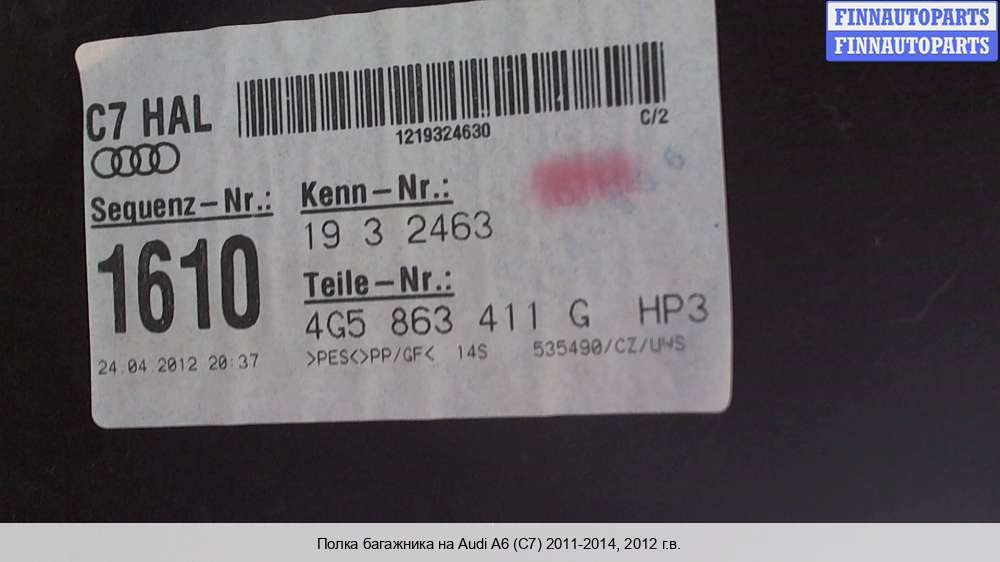 FINNAUTOPARTS
FINNAUTOPARTS
C7 HAL
1219324630
C/2
Sequenz-Nr.:
1610
24.04.2012 20:37
Kenn-Nr.:
19 3 2463
Teile-Nr.:
4G5 863 411 G HP3
>PES<>PP/GF< 14S 535490/CZ/U4S
Полка багажника на Audi A6 (C7) 2011-2014, 2012 г.в.